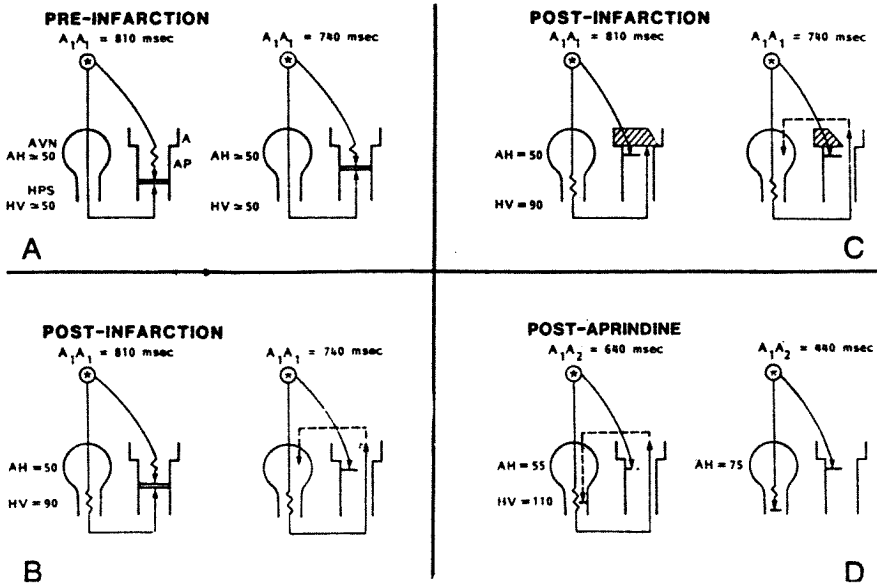 PRE-INFARCTION
A₁A₁ = 810 msec
A₁A₁ = 740 msec
AVN
AH ≃ 50
HPS
HV ≃ 50
A
AP
AH ≃ 50
HV ≃ 50
A
POST-INFARCTION
A₁A₁ = 810 msec
A₁A₁ = 740 msec
AH = 50
HV = 90
C
POST-INFARCTION
A₁A₁ = 810 msec
A₁A₁ = 740 msec
AH = 50
HV = 90
B
POST-APRINDINE
A₁A₂ = 640 msec
A₁A₂ = 440 msec
AH = 55
HV = 110
AH = 75
D